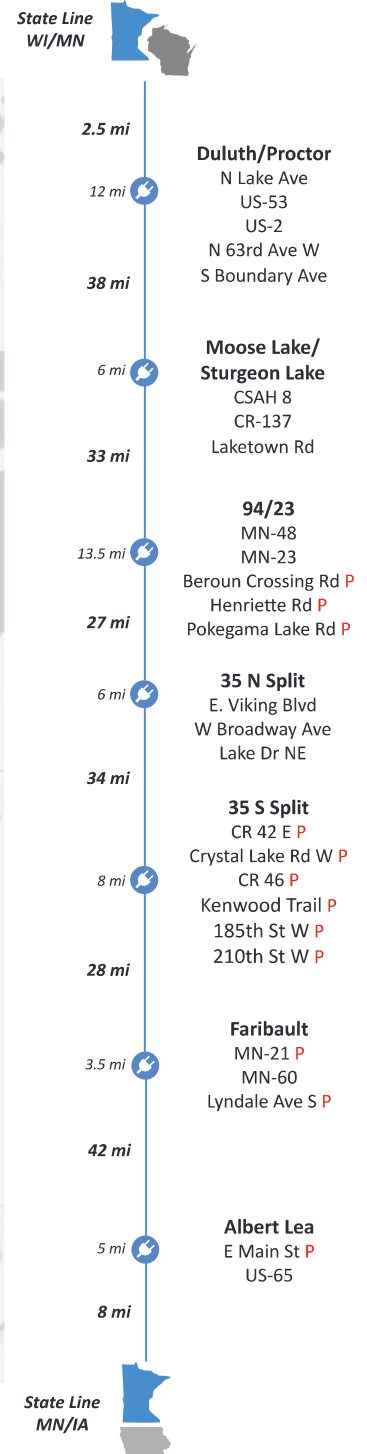 State Line
WI/MN
2.5 mi
Duluth/Proctor
N Lake Ave
12 mi
US-53
US-2
N 63rd Ave W
S Boundary Ave
38 mi
Moose Lake/
Sturgeon Lake
6 mi
CSAH 8
CR-137
Laketown Rd
33 mi
94/23
MN-48
13.5 mi
MN-23
Beroun Crossing Rd P
Henriette Rd P
Pokegama Lake Rd P
27 mi
35 N Split
6 mi
E. Viking Blvd
W Broadway Ave
Lake Dr NE
34 mi
35 S Split
CR 42 E P
Crystal Lake Rd W P
8 mi
CR 46 P
Kenwood Trail P
185th St W P
210th St W P
28 mi
Faribault
MN-21 P
3.5 mi
MN-60
Lyndale Ave S P
42 mi
Albert Lea
5 mi
E Main St P
US-65
8 mi
State Line
MN/IA